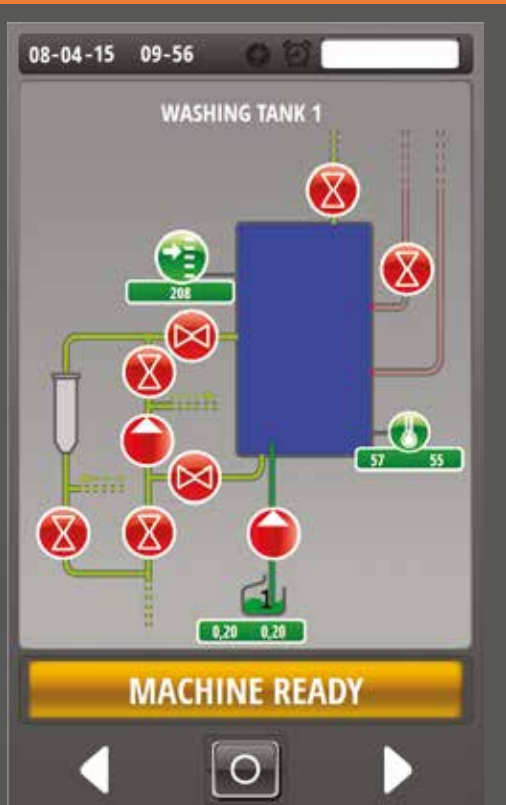 08-04-15 09-56
WASHING TANK 1
208
57 55
1
0,20 0,20
MACHINE READY